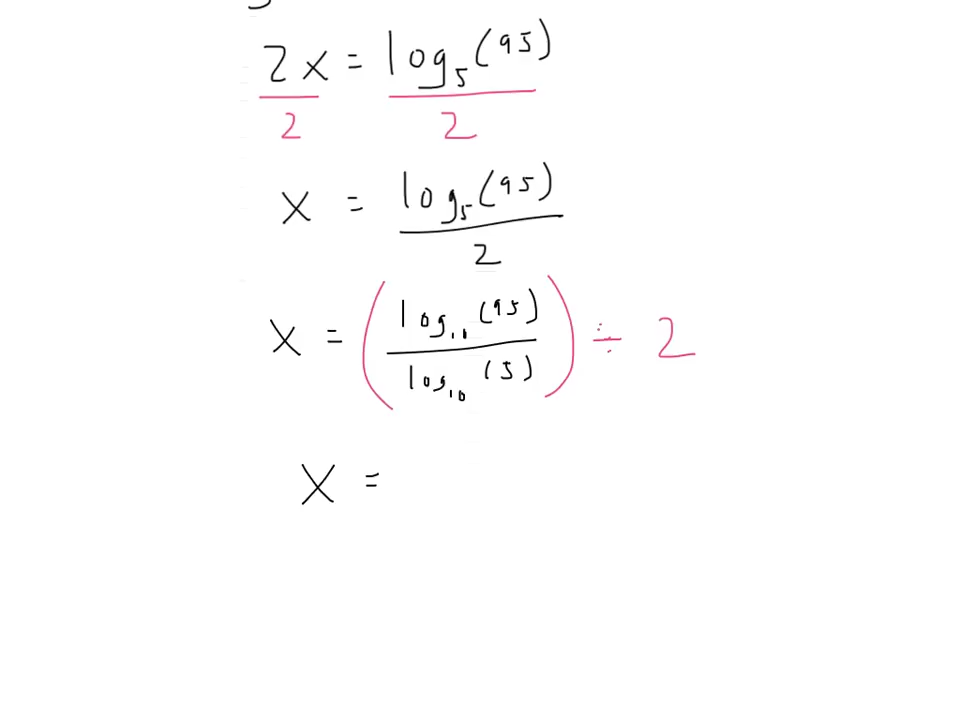 2x = log₅(95)
2 2
x = log₅(95)
2
x = (log₁₀(95) / log₁₀(5)) ÷ 2
x =